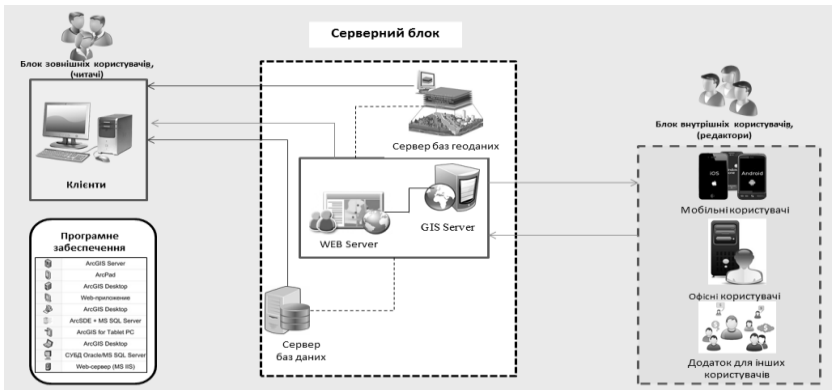 Серверний блок
Блок зовнішніх користувачів,
(читачі)
Клієнти
Програмне
забеспечення
ArcGIS Server
ArcPad
ArcGIS Desktop
Web-приложение
ArcGIS Desktop
ArcSDE + MS SQL Server
ArcGIS for Tablet PC
ArcGIS Desktop
СУБД Oracle/MS SQL Server
Web-сервер (MS IIS)
Сервер баз геоданих
WEB Server
GIS Server
Сервер
баз даних
Блок внутрішніх користувачів,
(редактори)
iOS
Android
Мобільні користувачі
Офісні користувачі
Додаток для інших
користувачів